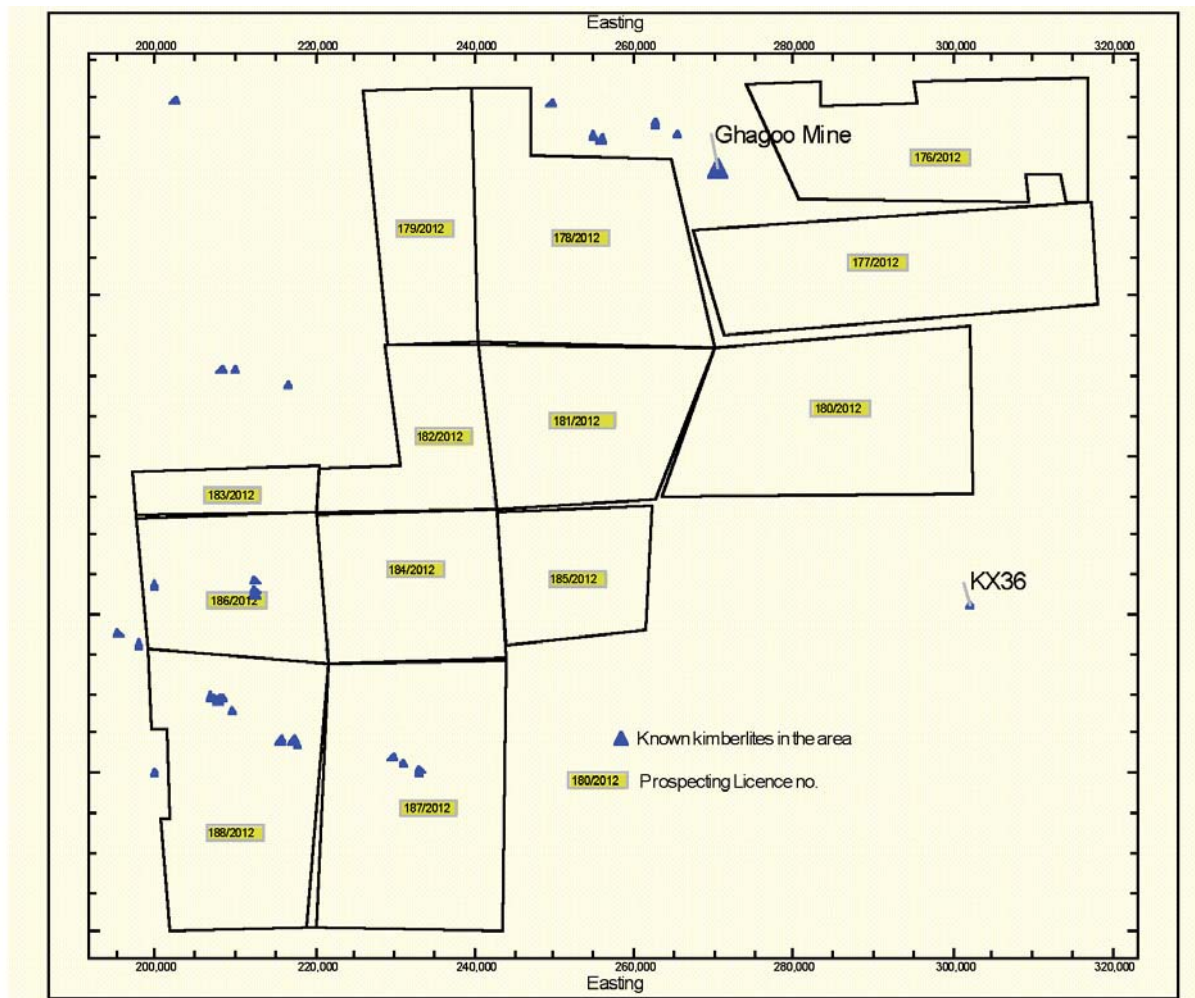 Easting
200,000 220,000 240,000 260,000 280,000 300,000 320,000
Ghagoo Mine
176/2012
179/2012
178/2012
177/2012
180/2012
181/2012
182/2012
183/2012
184/2012
185/2012
KX36
186/2012
Known kimberlites in the area
180/2012 Prospecting Licence no.
187/2012
188/2012
200,000 220,000 240,000 260,000 280,000 300,000 320,000
Easting